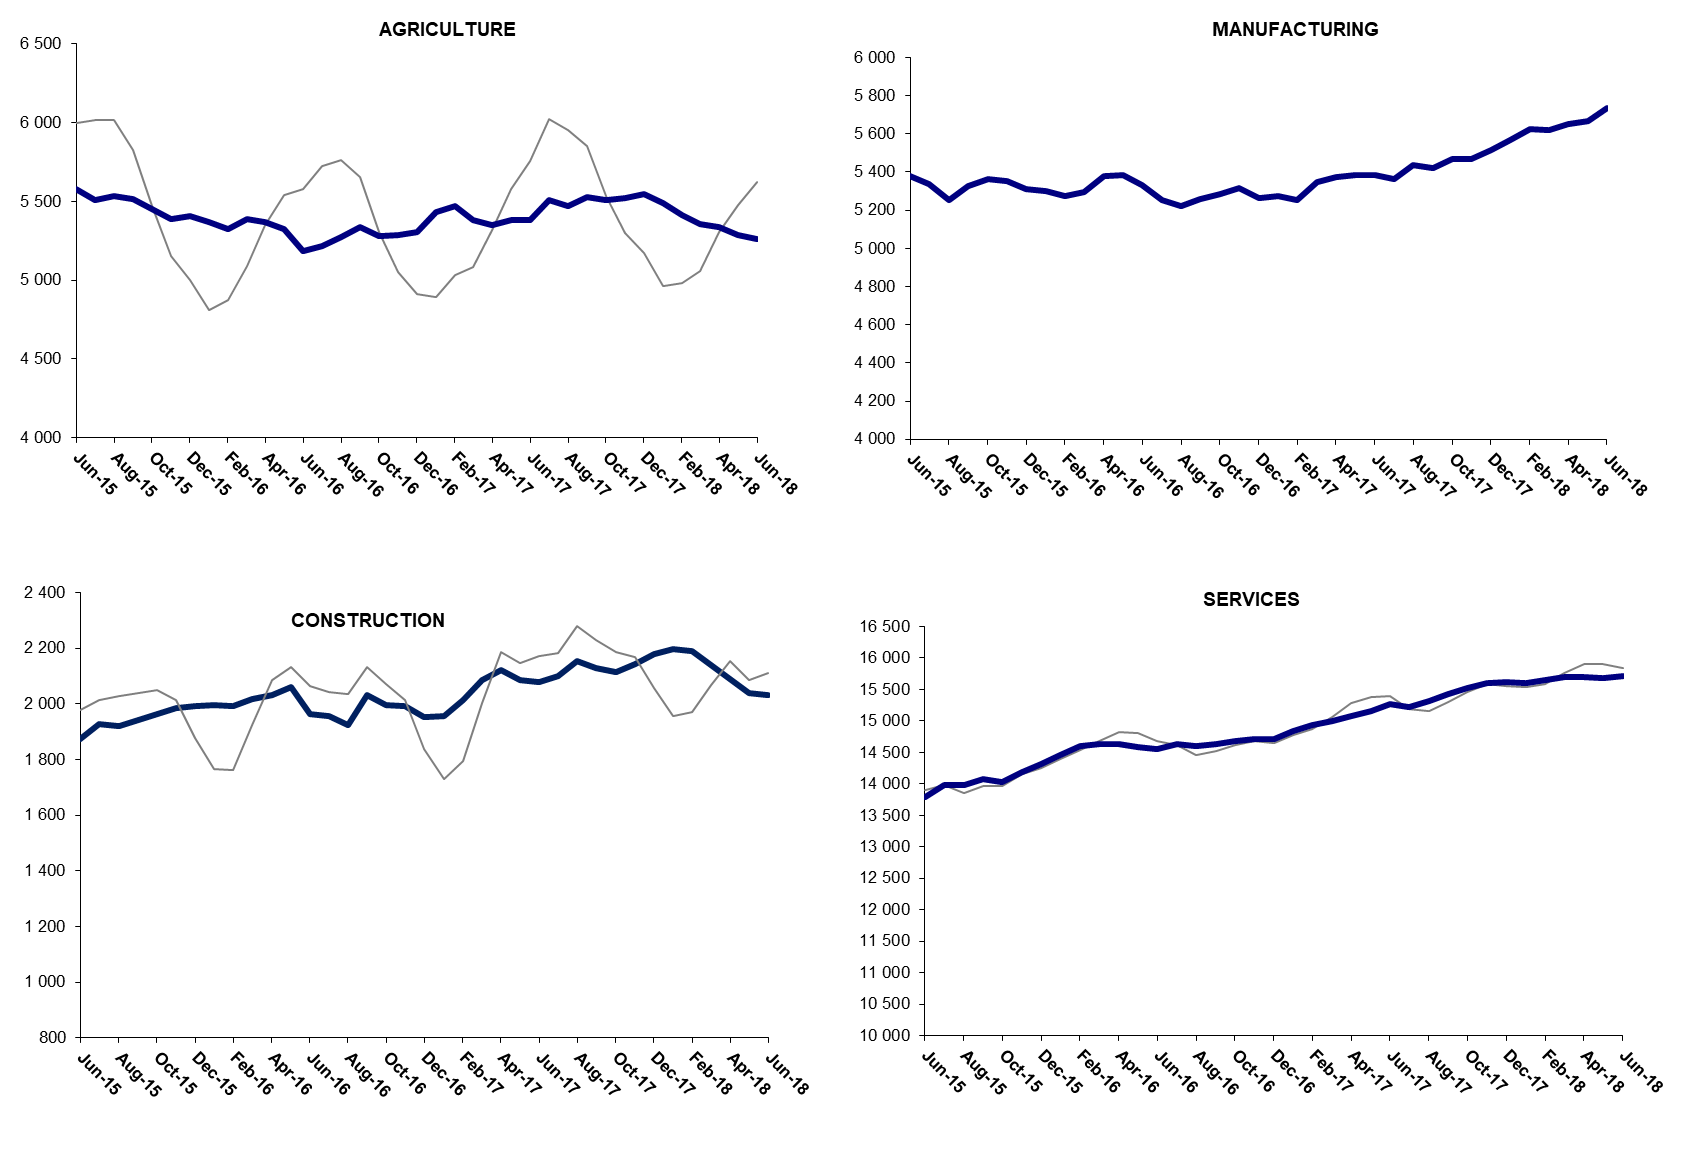 AGRICULTURE
6 500
6 000
5 500
5 000
4 500
4 000
Jun-15
Aug-15
Oct-15
Dec-15
Feb-16
Apr-16
Jun-16
Aug-16
Oct-16
Dec-16
Feb-17
Apr-17
Jun-17
Aug-17
Oct-17
Dec-17
Feb-18
Apr-18
Jun-18
MANUFACTURING
6 000
5 800
5 600
5 400
5 200
5 000
4 800
4 600
4 400
4 200
4 000
Jun-15
Aug-15
Oct-15
Dec-15
Feb-16
Apr-16
Jun-16
Aug-16
Oct-16
Dec-16
Feb-17
Apr-17
Jun-17
Aug-17
Oct-17
Dec-17
Feb-18
Apr-18
Jun-18
CONSTRUCTION
2 400
2 200
2 000
1 800
1 600
1 400
1 200
1 000
800
Jun-15
Aug-15
Oct-15
Dec-15
Feb-16
Apr-16
Jun-16
Aug-16
Oct-16
Dec-16
Feb-17
Apr-17
Jun-17
Aug-17
Oct-17
Dec-17
Feb-18
Apr-18
Jun-18
SERVICES
16 500
16 000
15 500
15 000
14 500
14 000
13 500
13 000
12 500
12 000
11 500
11 000
10 500
10 000
Jun-15
Aug-15
Oct-15
Dec-15
Feb-16
Apr-16
Jun-16
Aug-16
Oct-16
Dec-16
Feb-17
Apr-17
Jun-17
Aug-17
Oct-17
Dec-17
Feb-18
Apr-18
Jun-18